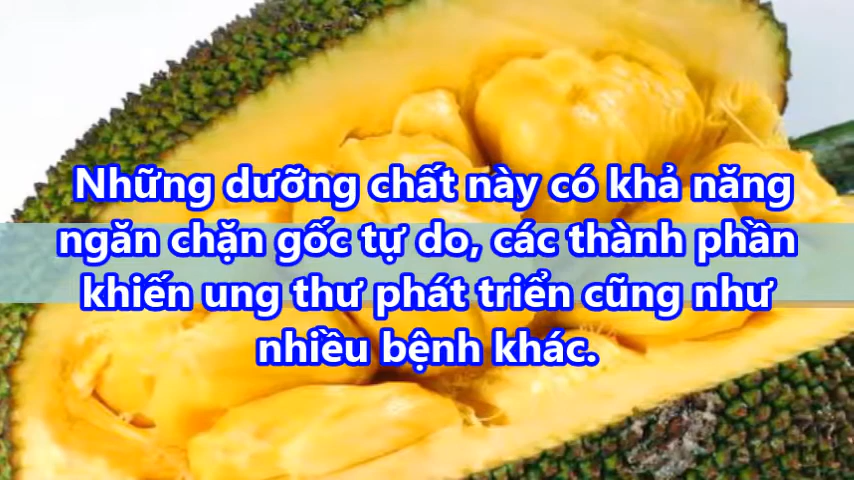 Những dưỡng chất này có khả năng
ngăn chặn gốc tự do, các thành phần
khiến ung thư phát triển cũng như
nhiều bệnh khác.